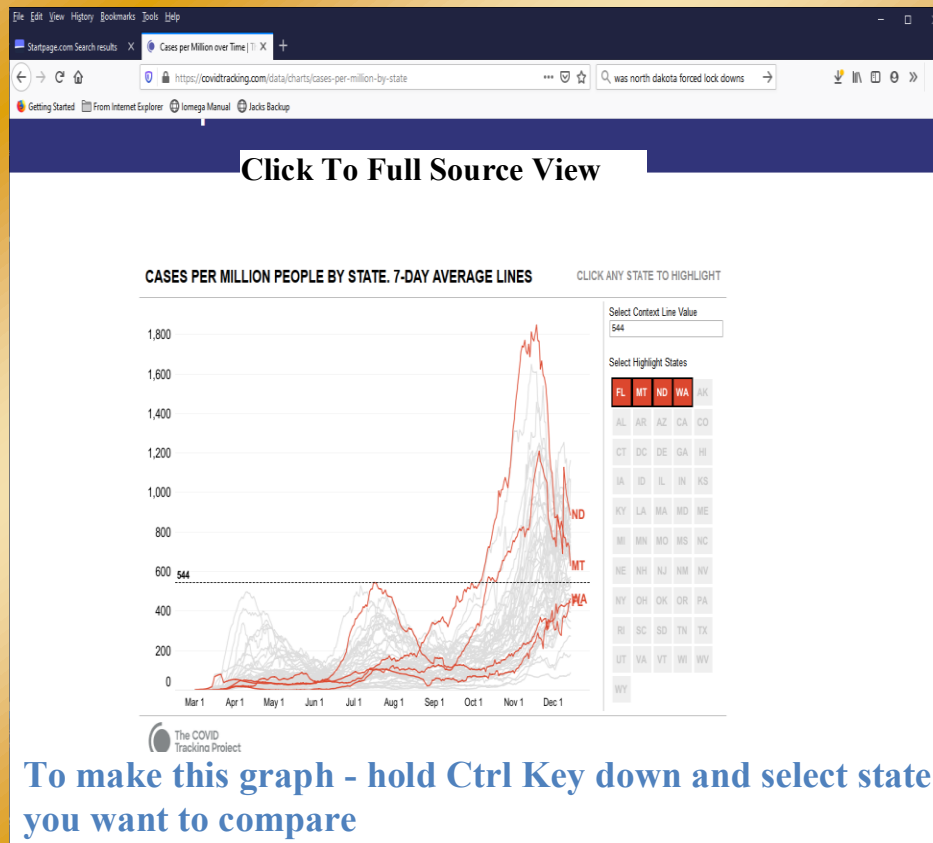 File Edit View History Bookmarks Tools Help
Startpage.com Search results X Cases per Million over Time | T X +
https://covidtracking.com/data/charts/cases-per-million-by-state
was north dakota forced lock downs
Getting Started From Internet Explorer Iomega Manual Jacks Backup
Click To Full Source View
CASES PER MILLION PEOPLE BY STATE. 7-DAY AVERAGE LINES
CLICK ANY STATE TO HIGHLIGHT
1,800
1,600
1,400
1,200
1,000
800
600
400
200
0
544
ND
MT
WA
Mar 1 Apr 1 May 1 Jun 1 Jul 1 Aug 1 Sep 1 Oct 1 Nov 1 Dec 1
Select Context Line Value
544
Select Highlight States
FL MT ND WA AK
AL AR AZ CA CO
CT DC DE GA HI
IA ID IL IN KS
KY LA MA MD ME
MI MN MO MS NC
NE NH NJ NM NV
NY OH OK OR PA
RI SC SD TN TX
UT VA VT WI WV
WY
The COVID
Tracking Project
To make this graph - hold Ctrl Key down and select state
you want to compare